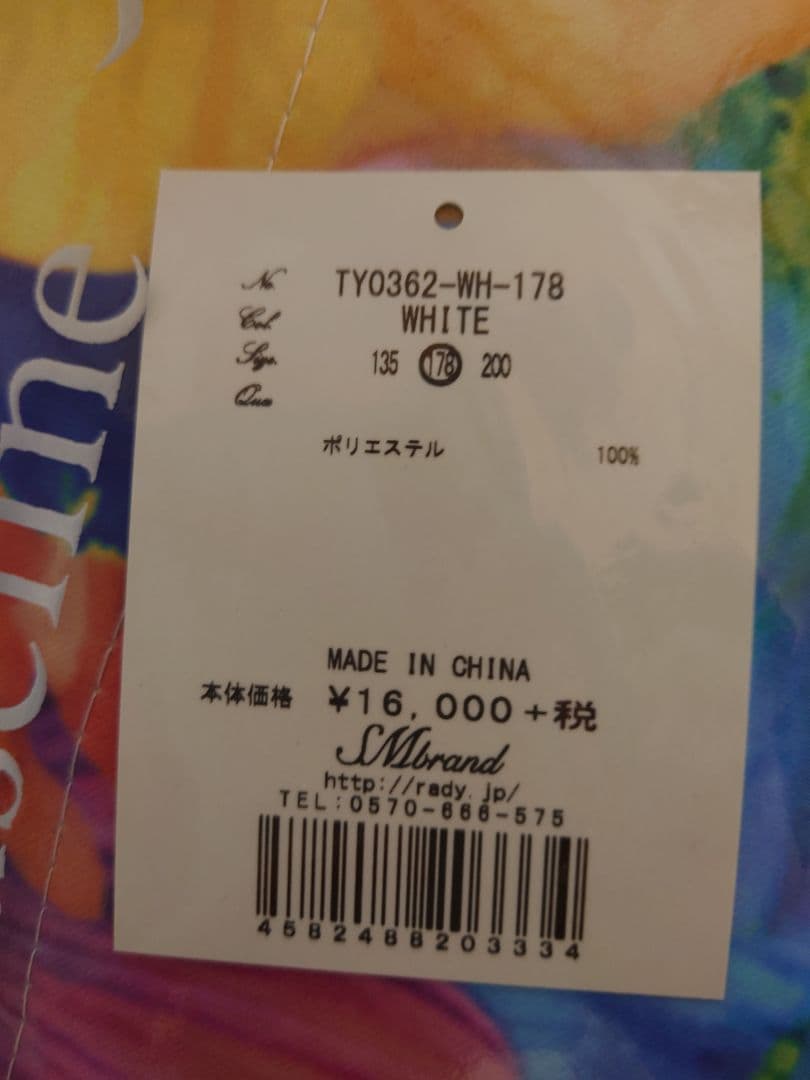 No. TY0362-WH-178
Col. WHITE
Size. 135 178 200
Qua
ポリエステル 100%
MADE IN CHINA
本体価格 ¥16,000+税
SMbrand
http://rady.jp/
TEL:0570-666-575
4582488203334